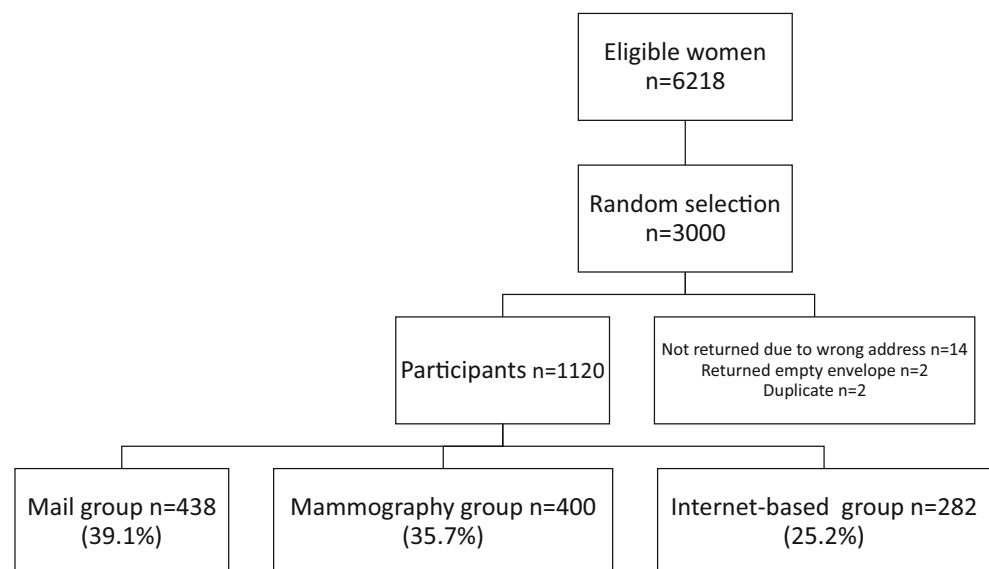 Eligible women
n=6218
Random selection
n=3000
Participants n=1120
Not returned due to wrong address n=14
Returned empty envelope n=2
Duplicate n=2
Mail group n=438
(39.1%)
Mammography group n=400
(35.7%)
Internet-based group n=282
(25.2%)